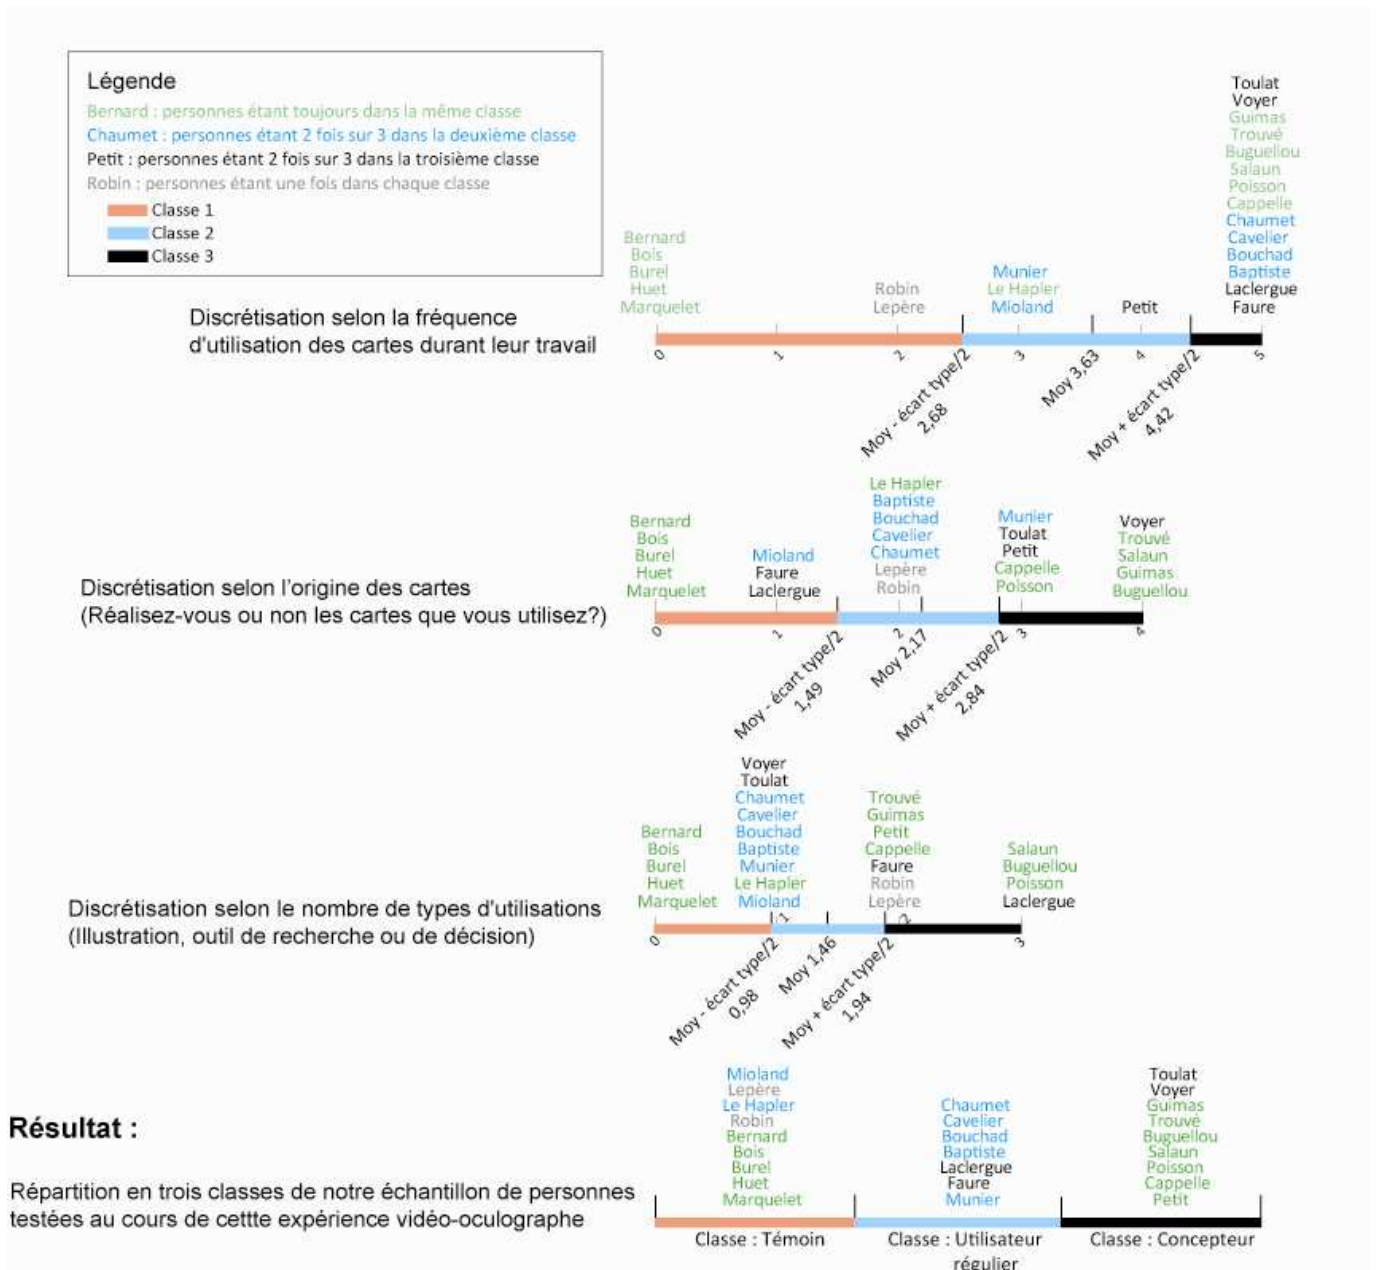 Légende
Bernard : personnes étant toujours dans la même classe
Chaumet : personnes étant 2 fois sur 3 dans la deuxième classe
Petit : personnes étant 2 fois sur 3 dans la troisième classe
Robin : personnes étant une fois dans chaque classe
Classe 1
Classe 2
Classe 3
Discrétisation selon la fréquence
d'utilisation des cartes durant leur travail
Bernard
Bois
Burel
Huet
Marquelet
Robin
Lepère
Munier
Le Hapler
Mioland
Petit
Toulat
Voyer
Guimas
Trouvé
Buguellou
Salaun
Poisson
Cappelle
Chaumet
Cavelier
Bouchad
Baptiste
Laclergue
Faure
0
1
2
3
4
5
Moy - écart type/2
2,68
Moy 3,63
Moy + écart type/2
4,42
Discrétisation selon l'origine des cartes
(Réalisez-vous ou non les cartes que vous utilisez?)
Bernard
Bois
Burel
Huet
Marquelet
Mioland
Faure
Laclergue
Le Hapler
Baptiste
Bouchad
Cavelier
Chaumet
Lepère
Robin
Munier
Toulat
Petit
Cappelle
Poisson
Voyer
Trouvé
Salaun
Guimas
Buguellou
0
1
2
3
4
Moy - écart type/2
1,49
Moy 2,17
Moy + écart type/2
2,84
Discrétisation selon le nombre de types d'utilisations
(Illustration, outil de recherche ou de décision)
Bernard
Bois
Burel
Huet
Marquelet
Voyer
Toulat
Chaumet
Cavelier
Bouchad
Baptiste
Munier
Le Hapler
Mioland
Trouvé
Guimas
Petit
Cappelle
Faure
Robin
Lepère
Salaun
Buguellou
Poisson
Laclergue
0
1
2
3
Moy - écart type/2
0,98
Moy 1,46
Moy + écart type/2
1,94
Résultat :
Répartition en trois classes de notre échantillon de personnes
testées au cours de cettte expérience vidéo-oculographe
Mioland
Lepère
Le Hapler
Robin
Bernard
Bois
Burel
Huet
Marquelet
Classe : Témoin
Chaumet
Cavelier
Bouchad
Baptiste
Laclergue
Faure
Munier
Classe : Utilisateur
régulier
Toulat
Voyer
Guimas
Trouvé
Buguellou
Salaun
Poisson
Cappelle
Petit
Classe : Concepteur